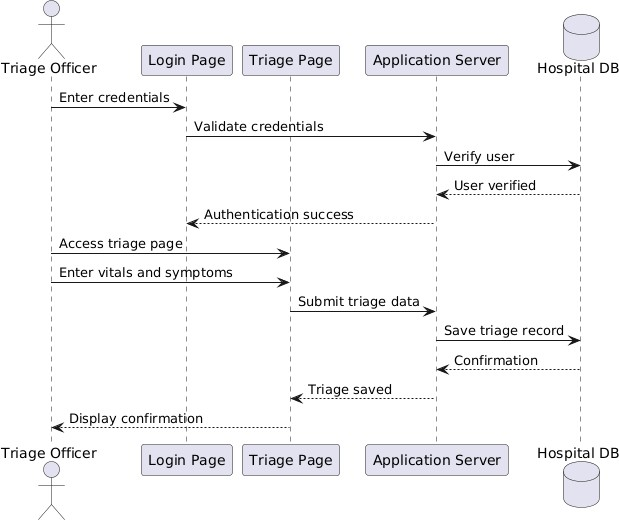 Triage Officer
Login Page
Triage Page
Application Server
Hospital DB
Enter credentials
Validate credentials
Verify user
User verified
Authentication success
Access triage page
Enter vitals and symptoms
Submit triage data
Save triage record
Confirmation
Triage saved
Display confirmation
Triage Officer
Login Page
Triage Page
Application Server
Hospital DB